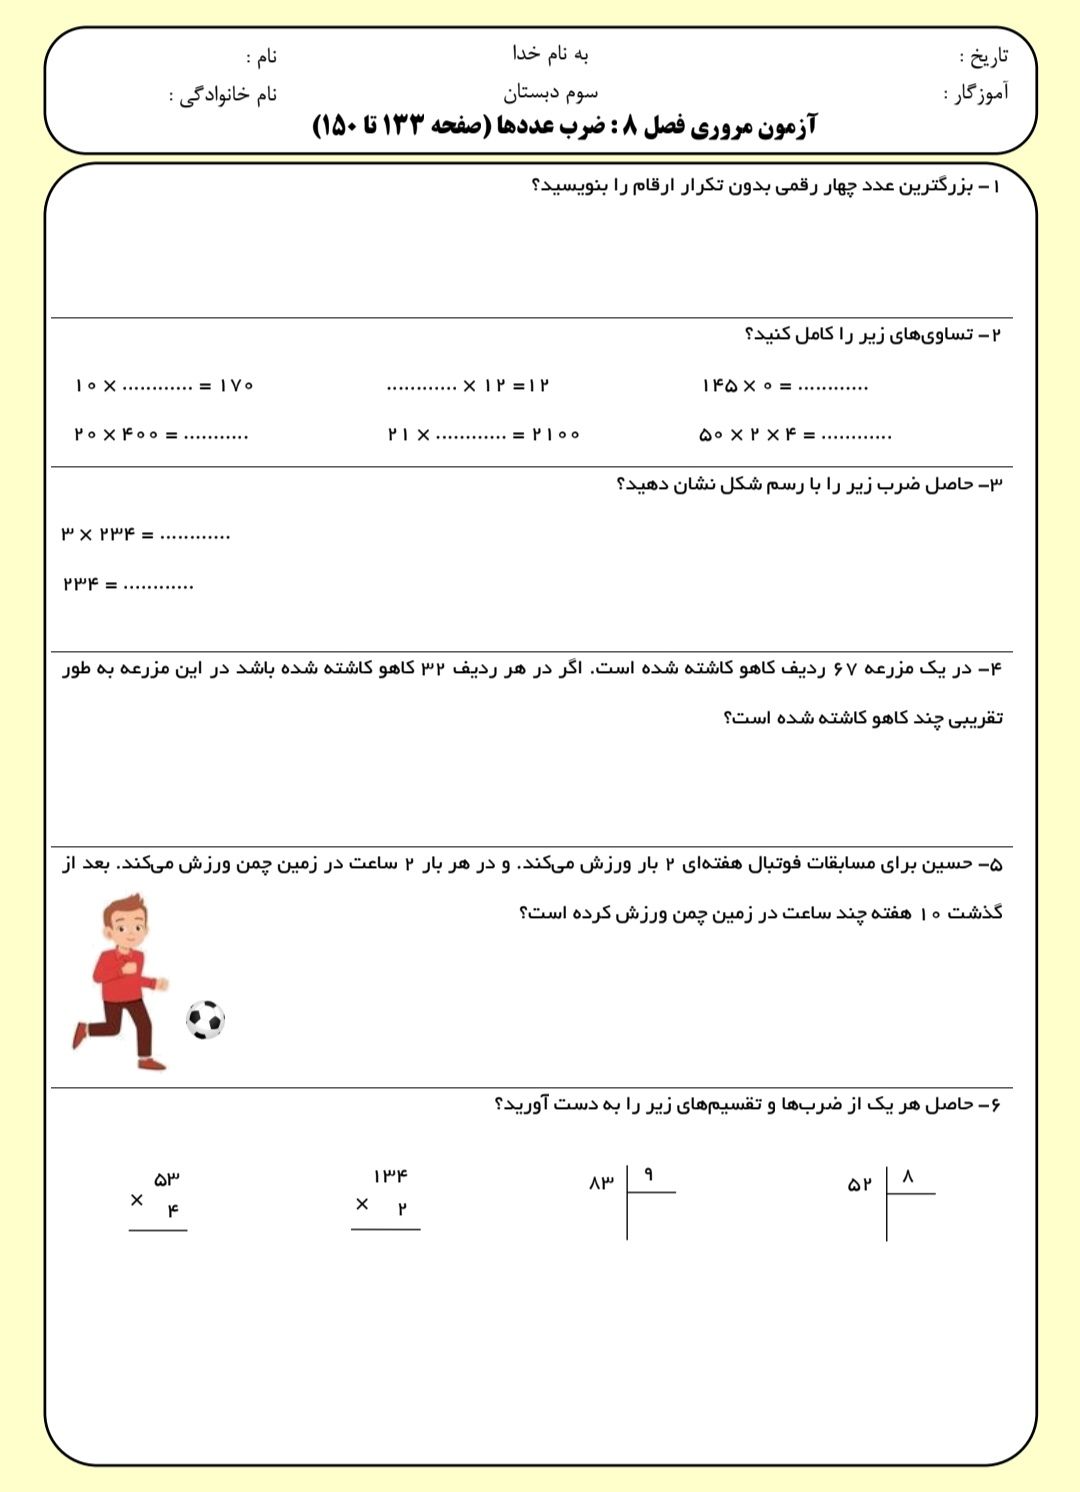 تاریخ : به نام خدا نام :
آموزگار : سوم دبستان نام خانوادگی :
آزمون مروری فصل ۸ : ضرب عددها (صفحه ۱۳۳ تا ۱۵۰)
۱- بزرگترین عدد چهار رقمی بدون تکرار ارقام را بنویسید؟
۲- تساوی‌های زیر را کامل کنید؟
۱۰ × ............ = ۱۷۰ ............ × ۱۲ =۱۲ ۱۴۵ × ۰ = ............
۲۰ × ۴۰۰ = ........... ۲۱ × ............ = ۲۱۰۰ ۵۰ × ۲ × ۴ = ............
۳- حاصل ضرب زیر را با رسم شکل نشان دهید؟
۳ × ۲۳۴ = ............
۲۳۴ = ............
۴- در یک مزرعه ۶۷ ردیف کاهو کاشته شده است. اگر در هر ردیف ۳۲ کاهو کاشته شده باشد در این مزرعه به طور
تقریبی چند کاهو کاشته شده است؟
۵- حسین برای مسابقات فوتبال هفته‌ای ۲ بار ورزش می‌کند. و در هر بار ۲ ساعت در زمین چمن ورزش می‌کند. بعد از
گذشت ۱۰ هفته چند ساعت در زمین چمن ورزش کرده است؟
۶- حاصل هر یک از ضرب‌ها و تقسیم‌های زیر را به دست آورید؟
۵۳ ۱۳۴ ۸۳ ۹ ۵۲ ۸
× ۴ × ۲